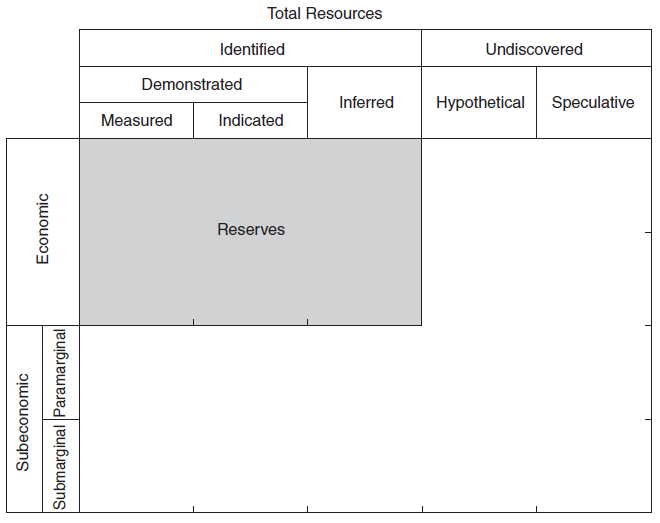 Total Resources
Identified
Undiscovered
Demonstrated
Inferred
Hypothetical
Speculative
Measured
Indicated
Economic
Reserves
Subeconomic
Paramarginal
Submarginal